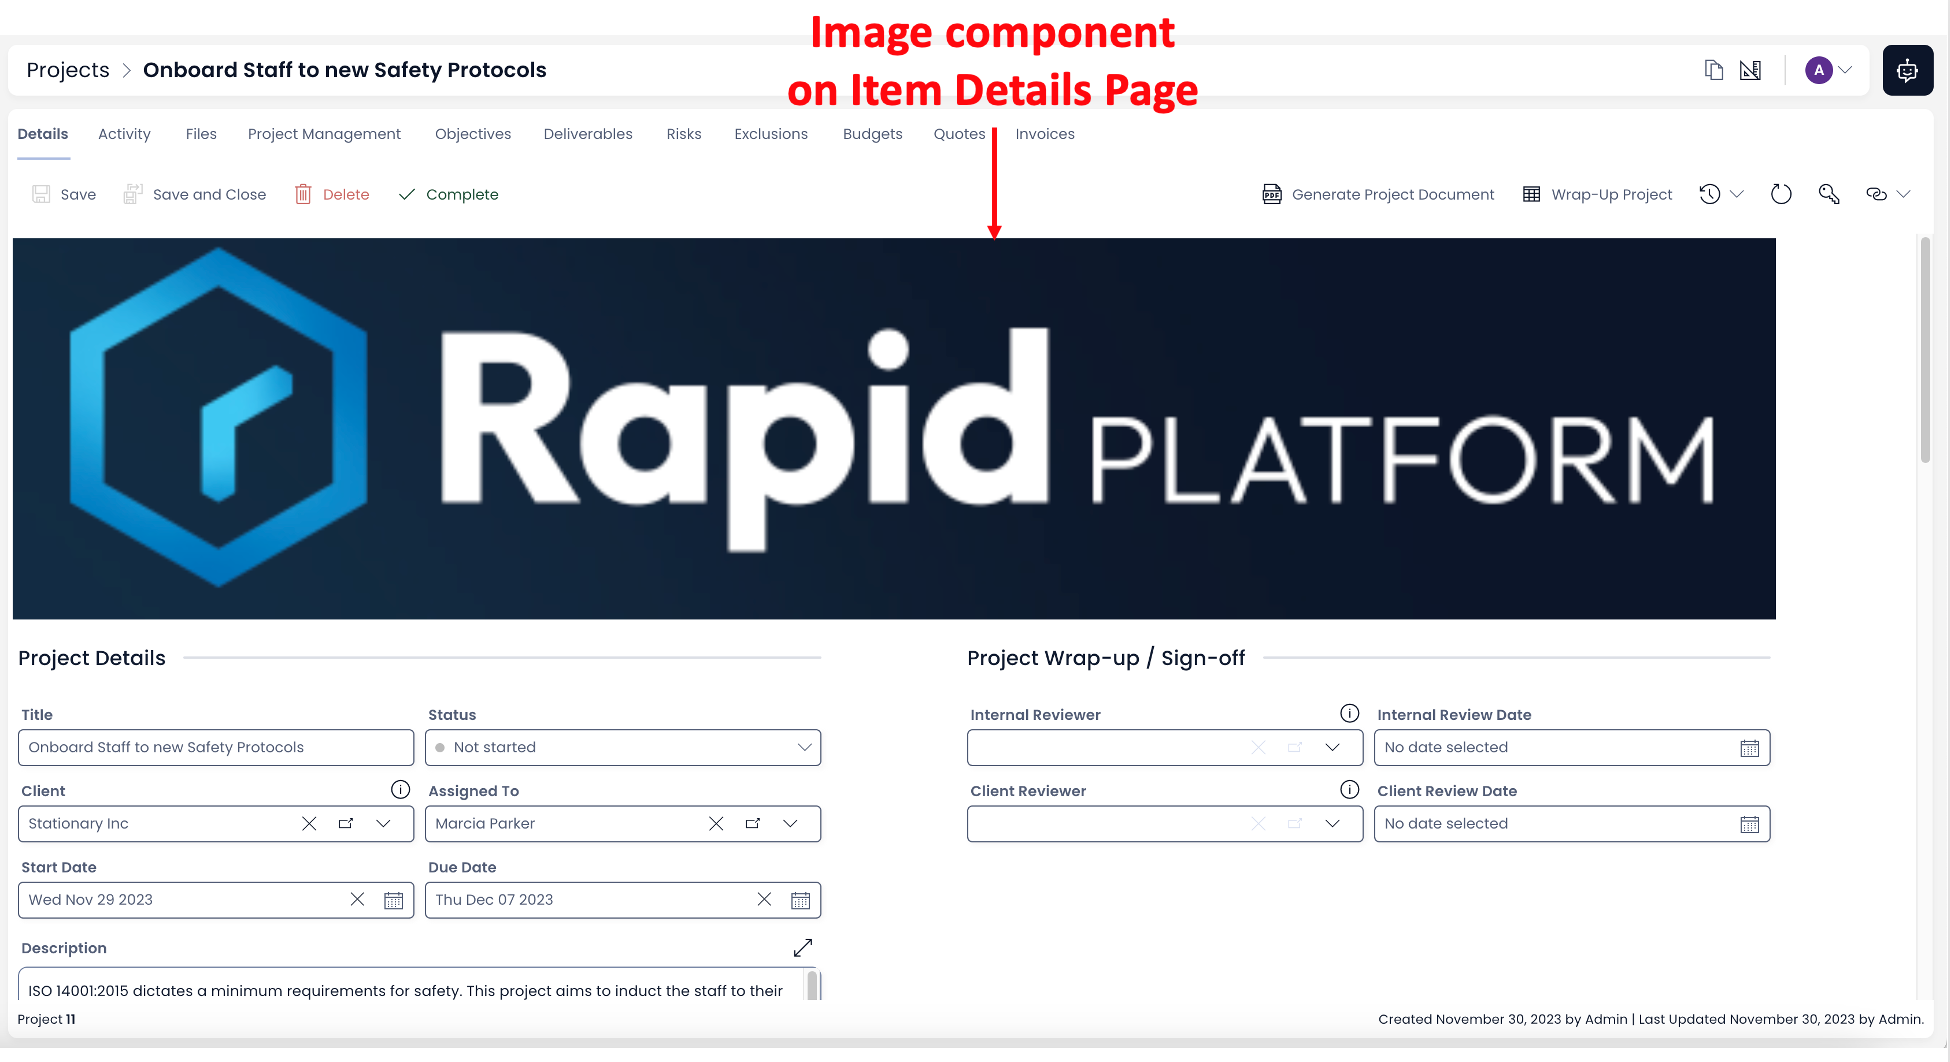 Image component
on Item Details Page
Projects > Onboard Staff to new Safety Protocols
A
Details Activity Files Project Management Objectives Deliverables Risks Exclusions Budgets Quotes Invoices
Save Save and Close Delete Complete PDF Generate Project Document Wrap-Up Project
r Rapid PLATFORM
Project Details Project Wrap-up / Sign-off
Title Status Internal Reviewer Internal Review Date
Onboard Staff to new Safety Protocols Not started No date selected
Client Assigned To Client Reviewer Client Review Date
Stationary Inc Marcia Parker No date selected
Start Date Due Date
Wed Nov 29 2023 Thu Dec 07 2023
Description
ISO 14001:2015 dictates a minimum requirements for safety. This project aims to induct the staff to their
Project 11 Created November 30, 2023 by Admin | Last Updated November 30, 2023 by Admin.